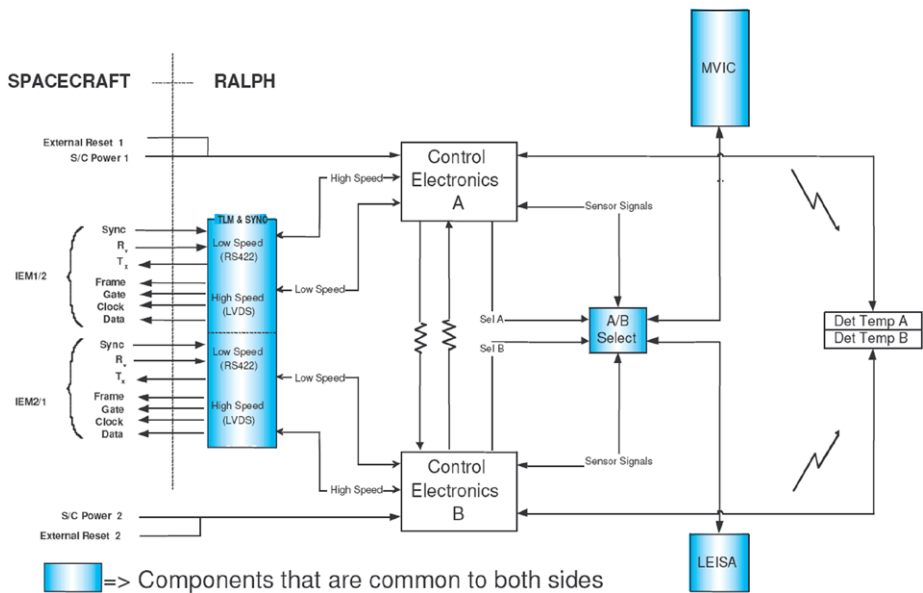 SPACECRAFT
RALPH
MVIC
External Reset 1
S/C Power 1
Control
Electronics
A
High Speed
Sensor Signals
TLM & SYNC
Sync
Rx
Tx
Low Speed
(RS422)
IEM1/2
Frame
Gate
Clock
Data
High Speed
(LVDS)
Low Speed
Sel A
Sel B
A/B
Select
Det Temp A
Det Temp B
Sync
Rx
Tx
Low Speed
(RS422)
Low Speed
IEM2/1
Frame
Gate
Clock
Data
High Speed
(LVDS)
Control
Electronics
B
Sensor Signals
High Speed
S/C Power 2
External Reset 2
LEISA
=> Components that are common to both sides